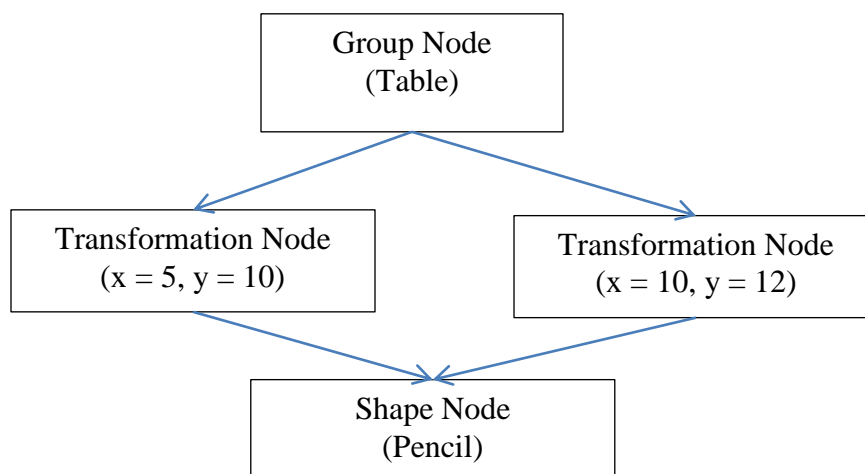 Group Node
(Table)
Transformation Node
(x = 5, y = 10)
Transformation Node
(x = 10, y = 12)
Shape Node
(Pencil)